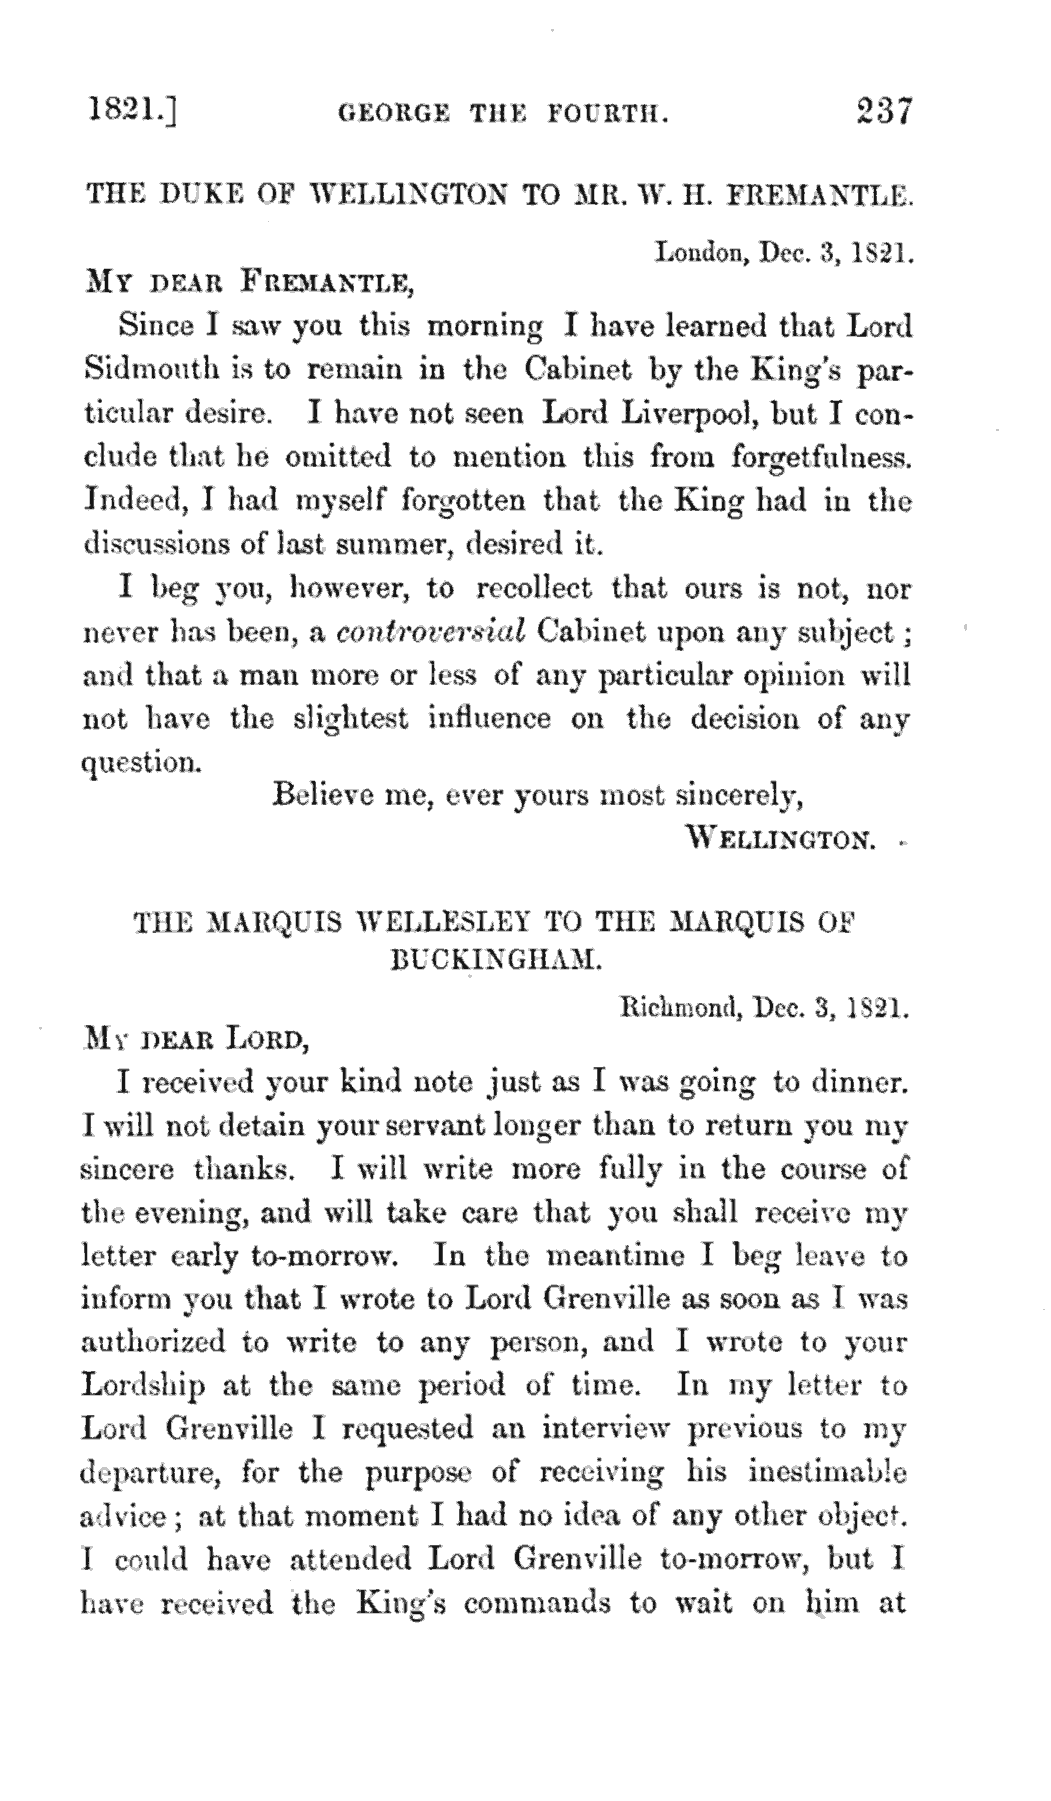 1821.] GEORGE THE FOURTH. 237
THE DUKE OF WELLINGTON TO MR. W. H. FREMANTLE.
London, Dec. 3, 1821.
MY DEAR FREMANTLE,
Since I saw you this morning I have learned that Lord
Sidmouth is to remain in the Cabinet by the King's par-
ticular desire. I have not seen Lord Liverpool, but I con-
clude that he omitted to mention this from forgetfulness.
Indeed, I had myself forgotten that the King had in the
discussions of last summer, desired it.
I beg you, however, to recollect that ours is not, nor
never has been, a controversial Cabinet upon any subject;
and that a man more or less of any particular opinion will
not have the slightest influence on the decision of any
question.
Believe me, ever yours most sincerely,
WELLINGTON.
THE MARQUIS WELLESLEY TO THE MARQUIS OF
BUCKINGHAM.
Richmond, Dec. 3, 1821.
MY DEAR LORD,
I received your kind note just as I was going to dinner.
I will not detain your servant longer than to return you my
sincere thanks. I will write more fully in the course of
the evening, and will take care that you shall receive my
letter early to-morrow. In the meantime I beg leave to
inform you that I wrote to Lord Grenville as soon as I was
authorized to write to any person, and I wrote to your
Lordship at the same period of time. In my letter to
Lord Grenville I requested an interview previous to my
departure, for the purpose of receiving his inestimable
advice; at that moment I had no idea of any other object.
I could have attended Lord Grenville to-morrow, but I
have received the King's commands to wait on him at